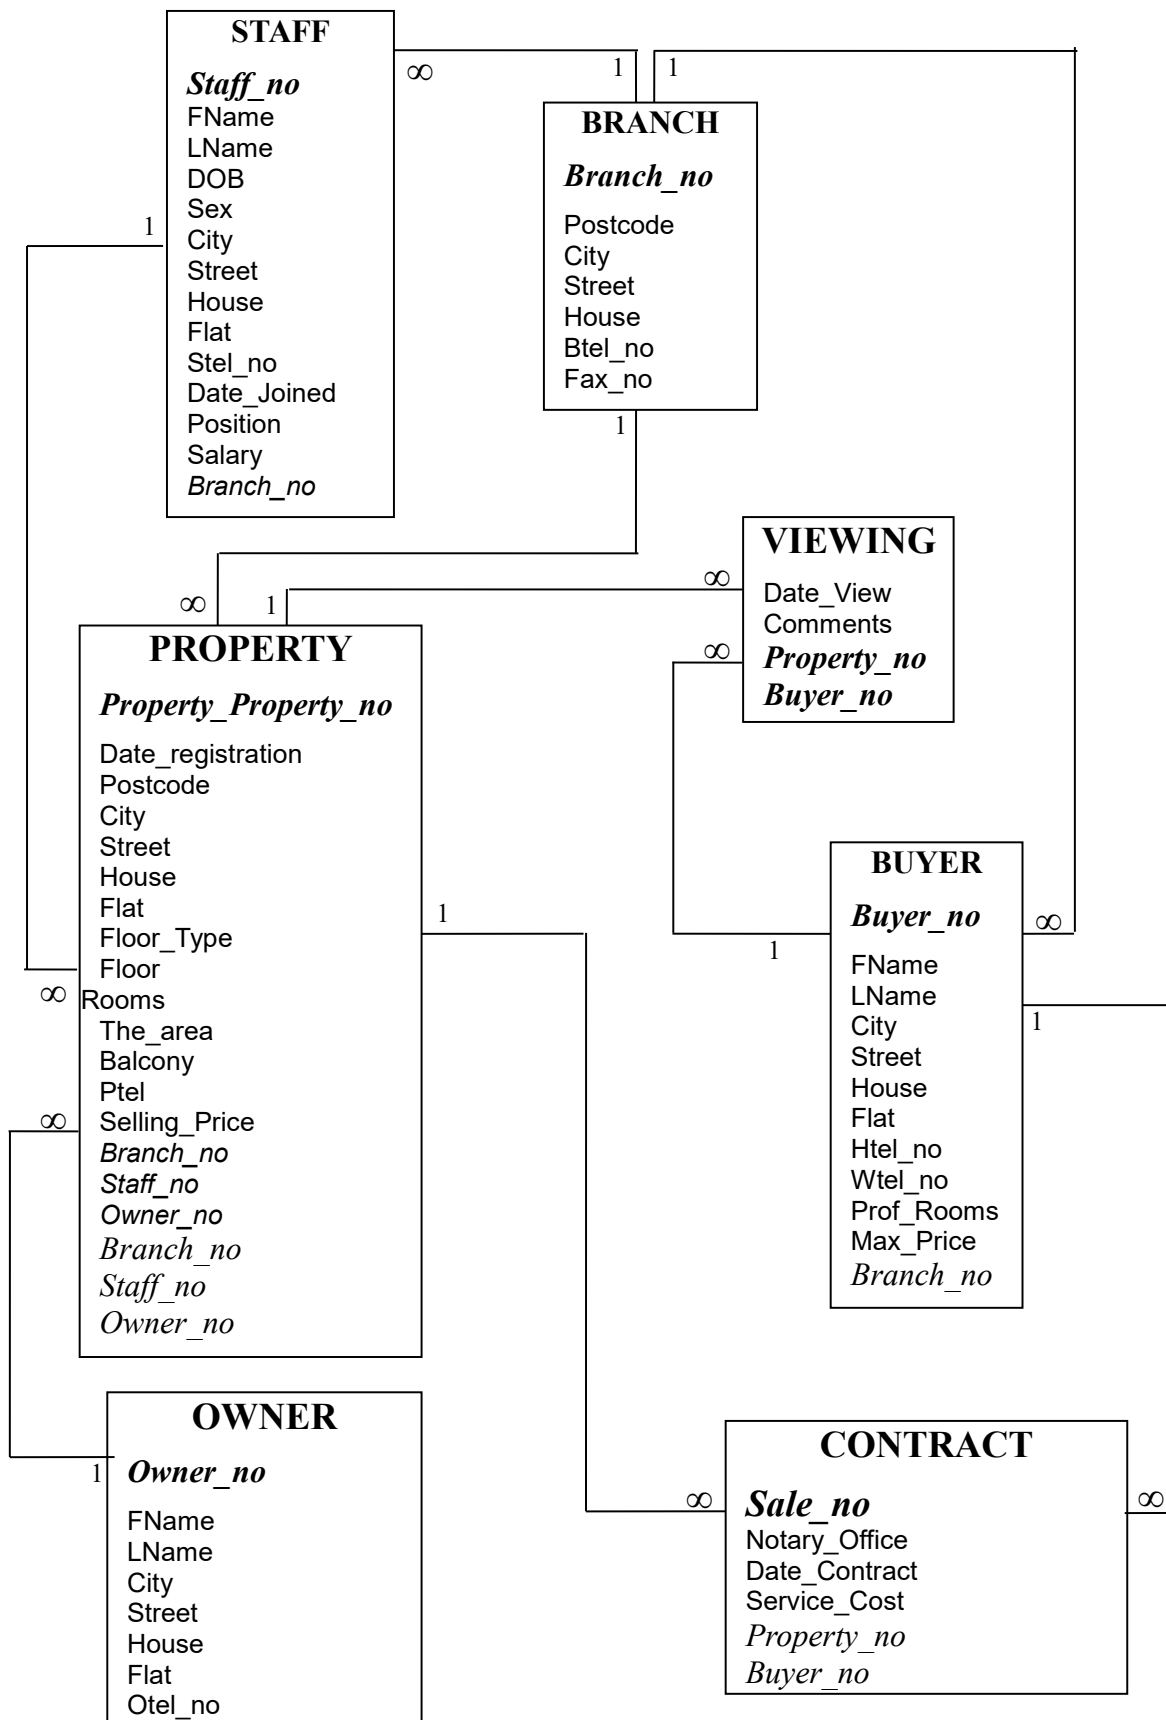 STAFF
Staff_no
FName
LName
DOB
Sex
City
Street
House
Flat
Stel_no
Date_Joined
Position
Salary
Branch_no
∞
1
1
1
BRANCH
Branch_no
Postcode
City
Street
House
Btel_no
Fax_no
1
VIEWING
Date_View
Comments
Property_no
Buyer_no
∞
∞
∞
1
PROPERTY
Property_Property_no
Date_registration
Postcode
City
Street
House
Flat
Floor_Type
Floor
Rooms
The_area
Balcony
Ptel
Selling_Price
Branch_no
Staff_no
Owner_no
Branch_no
Staff_no
Owner_no
∞
∞
1
BUYER
Buyer_no
FName
LName
City
Street
House
Flat
Htel_no
Wtel_no
Prof_Rooms
Max_Price
Branch_no
1
∞
1
OWNER
1
Owner_no
FName
LName
City
Street
House
Flat
Otel_no
CONTRACT
Sale_no
Notary_Office
Date_Contract
Service_Cost
Property_no
Buyer_no
∞
∞